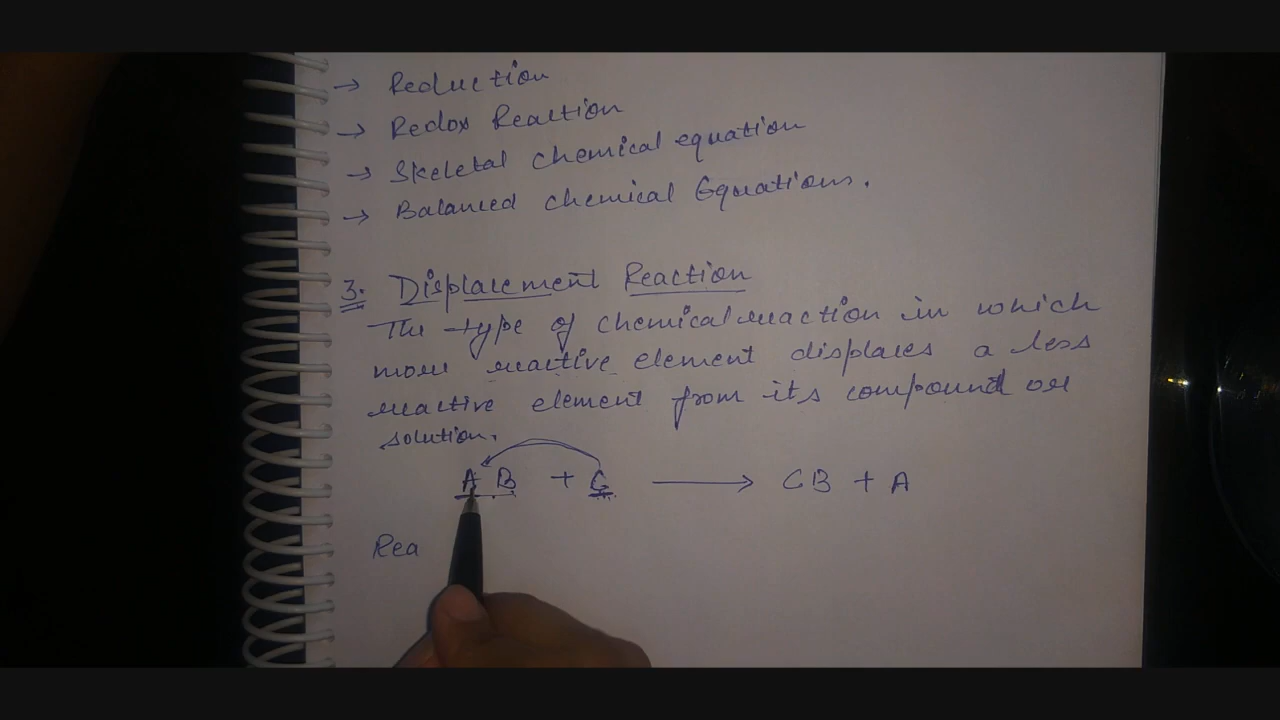 → Reduction
→ Redox Reaction
→ Skeletal chemical equation
→ Balanced chemical Equations.
3. Displacement Reaction
The type of chemical reaction in which
more reactive element displaces a less
reactive element from its compound or
solution.
A B + C ⟶ CB + A
Rea